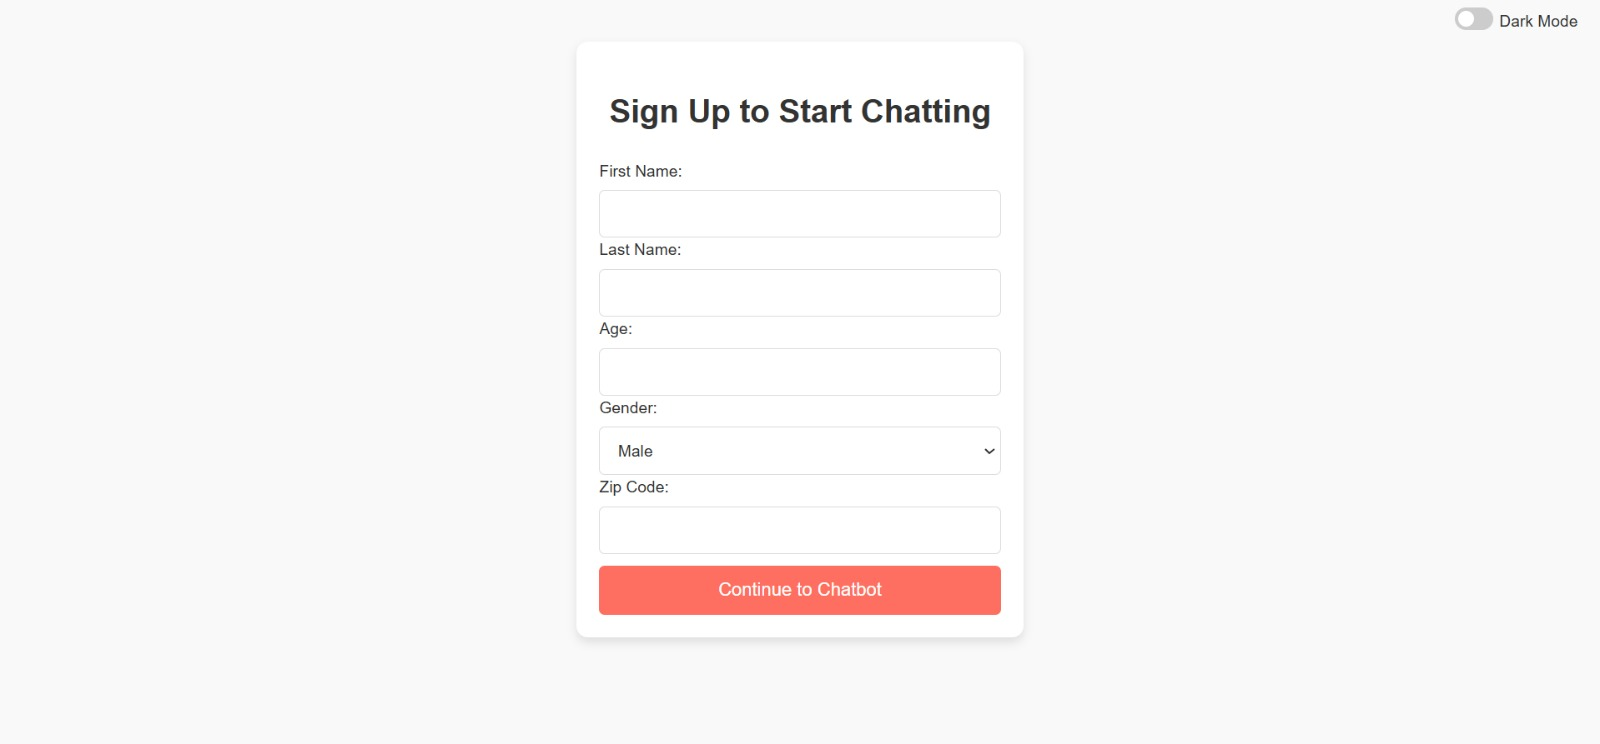 Dark Mode
Sign Up to Start Chatting
First Name:
Last Name:
Age:
Gender:
Male
Zip Code:
Continue to Chatbot